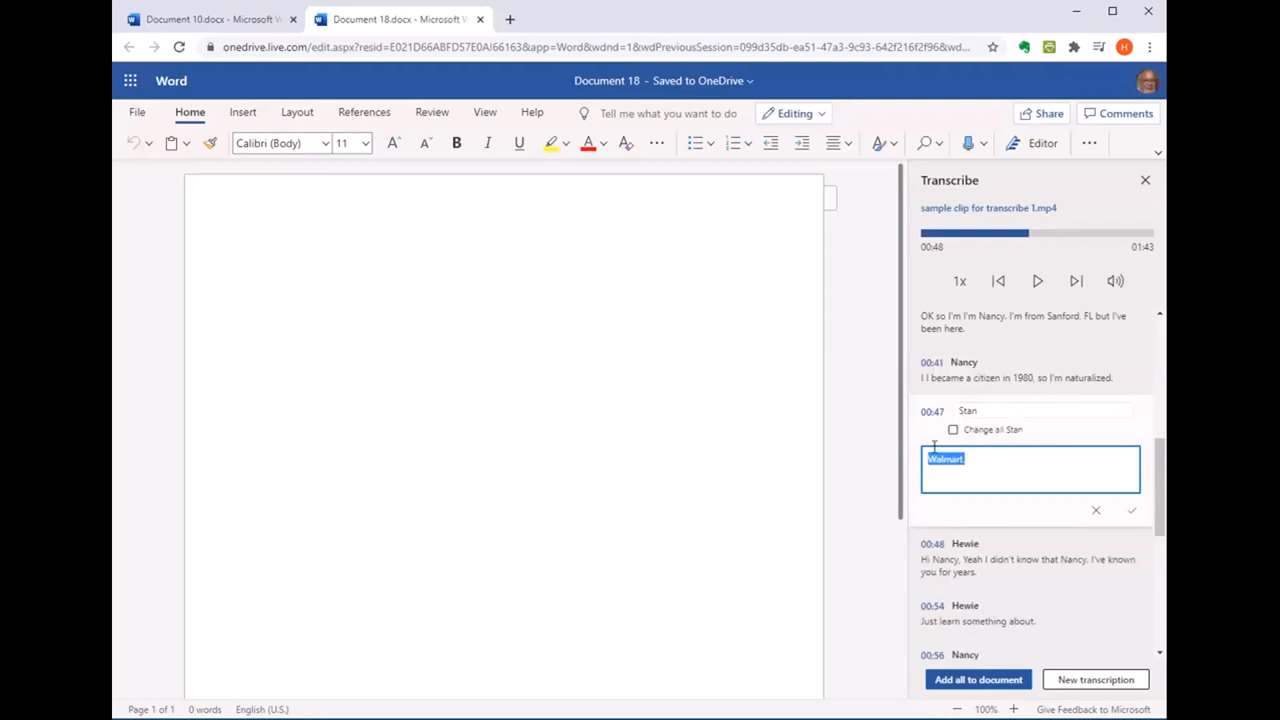 Document 10.docx - Microsoft W
Document 18.docx - Microsoft W
onedrive.live.com/edit.aspx?resid=E021D66ABFD57E0A!66163&app=Word&wdnd=1&wdPreviousSession=099d35db-ea51-47a3-9c93-642f216f2f96&wd...
H
Word
Document 18 - Saved to OneDrive
File Home Insert Layout References Review View Help Tell me what you want to do Editing Share Comments
Calibri (Body) 11 A A B I U A Editor
Transcribe
sample clip for transcribe 1.mp4
00:48 01:43
1x
OK so I'm I'm Nancy. I'm from Sanford, FL but I've
been here.
00:41 Nancy
I I became a citizen in 1980, so I'm naturalized.
00:47 Stan
Change all Stan
Walmart.
00:48 Hewie
Hi Nancy, Yeah I didn't know that Nancy. I've known
you for years.
00:54 Hewie
Just learn something about.
00:56 Nancy
Add all to document New transcription
Page 1 of 1 0 words English (U.S.) 100% Give Feedback to Microsoft